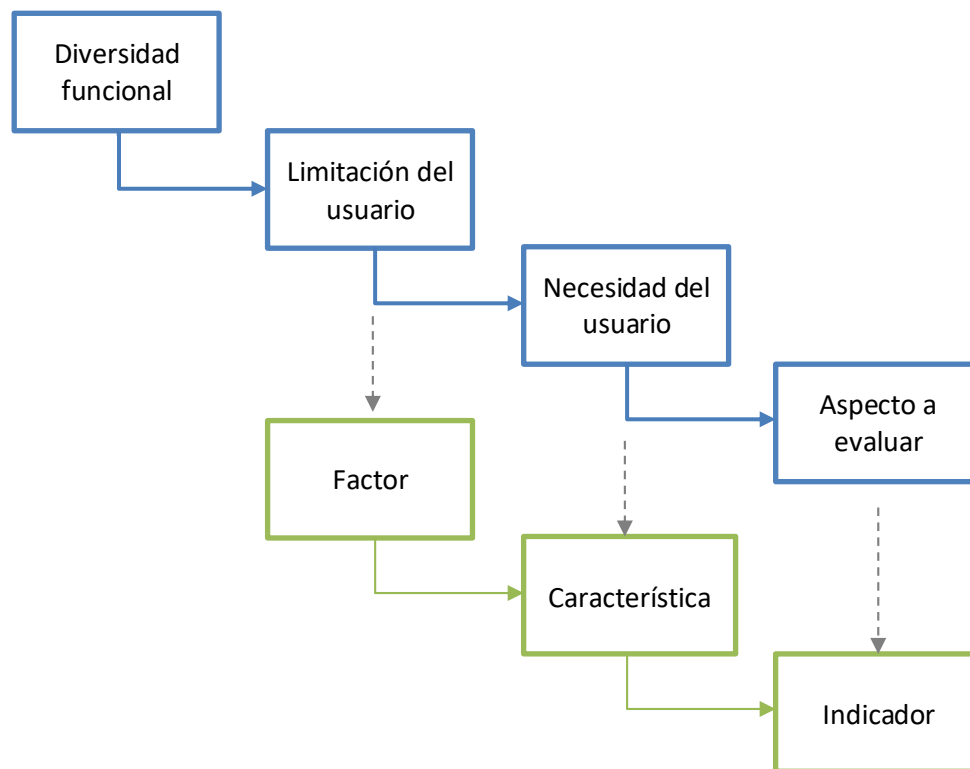 Diversidad
funcional
Limitación del
usuario
Necesidad del
usuario
Aspecto a
evaluar
Factor
Característica
Indicador